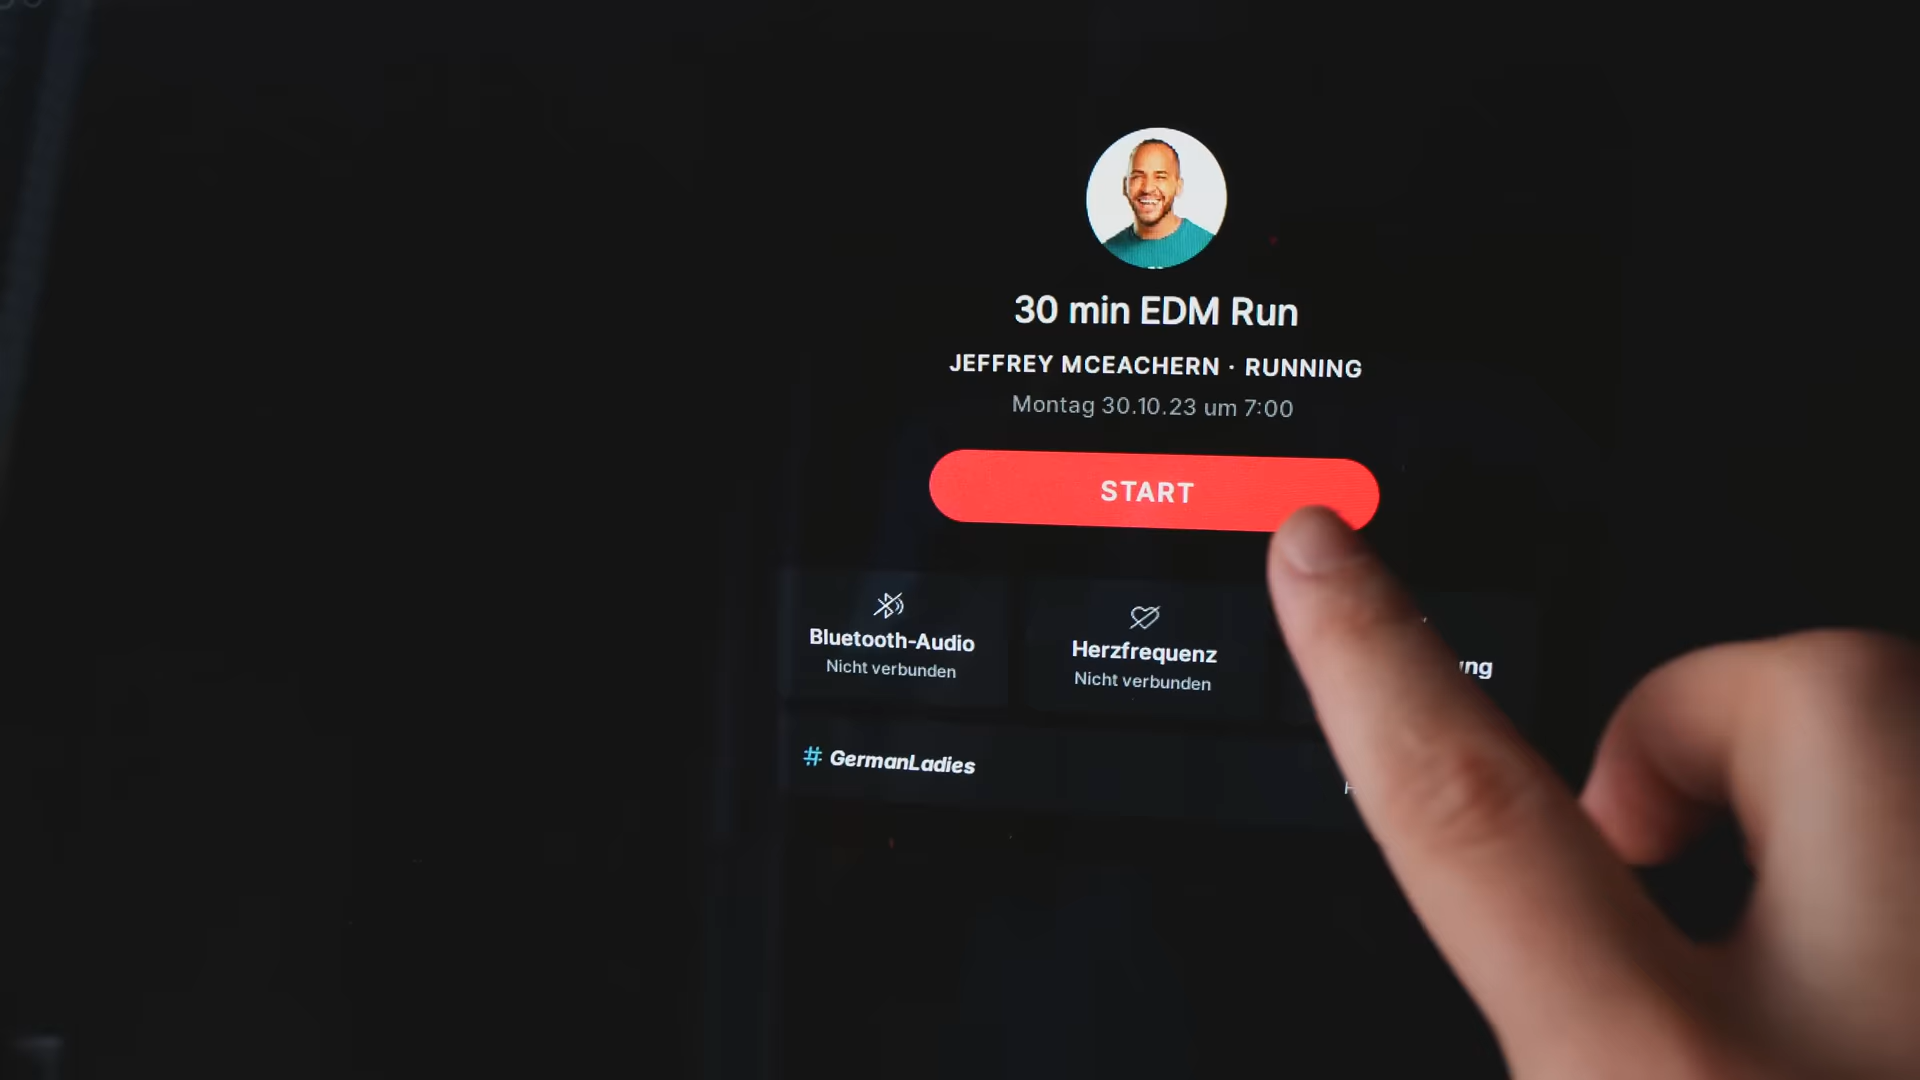 30 min EDM Run
JEFFREY MCEACHERN · RUNNING
Montag 30.10.23 um 7:00
START
Bluetooth-Audio
Nicht verbunden
Herzfrequenz
Nicht verbunden
# GermanLadies